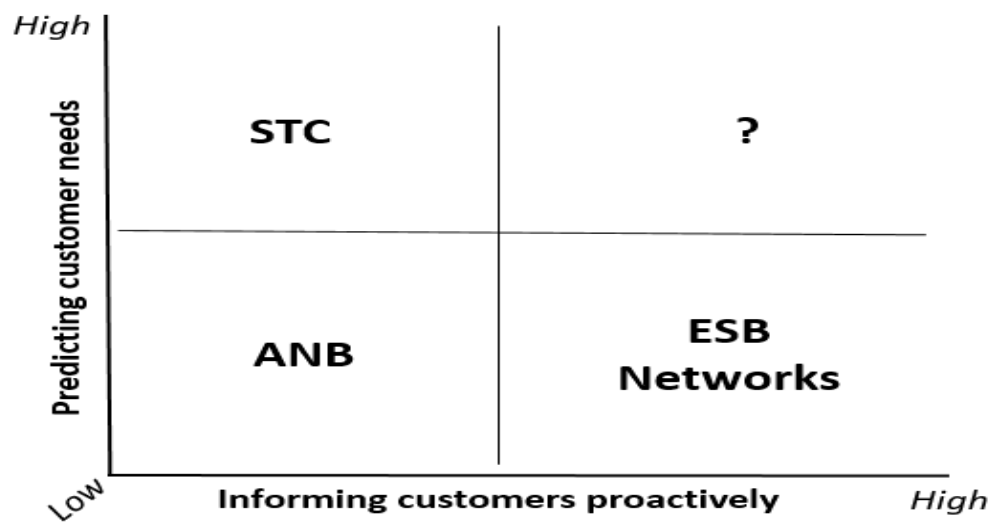 High
Predicting customer needs
STC
?
ANB
ESB
Networks
Low
Informing customers proactively
High